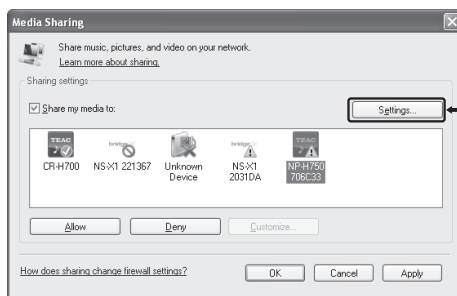 Media Sharing
Share music, pictures, and video on your network.
Learn more about sharing.
Sharing settings
Share my media to:
Settings...
TEAC
bridge
bridge
TEAC
CR-H700
NS-X1 221367
Unknown Device
NS-X1 2031DA
NP-H750 706C33
Allow
Deny
Customize...
How does sharing change firewall settings?
OK
Cancel
Apply